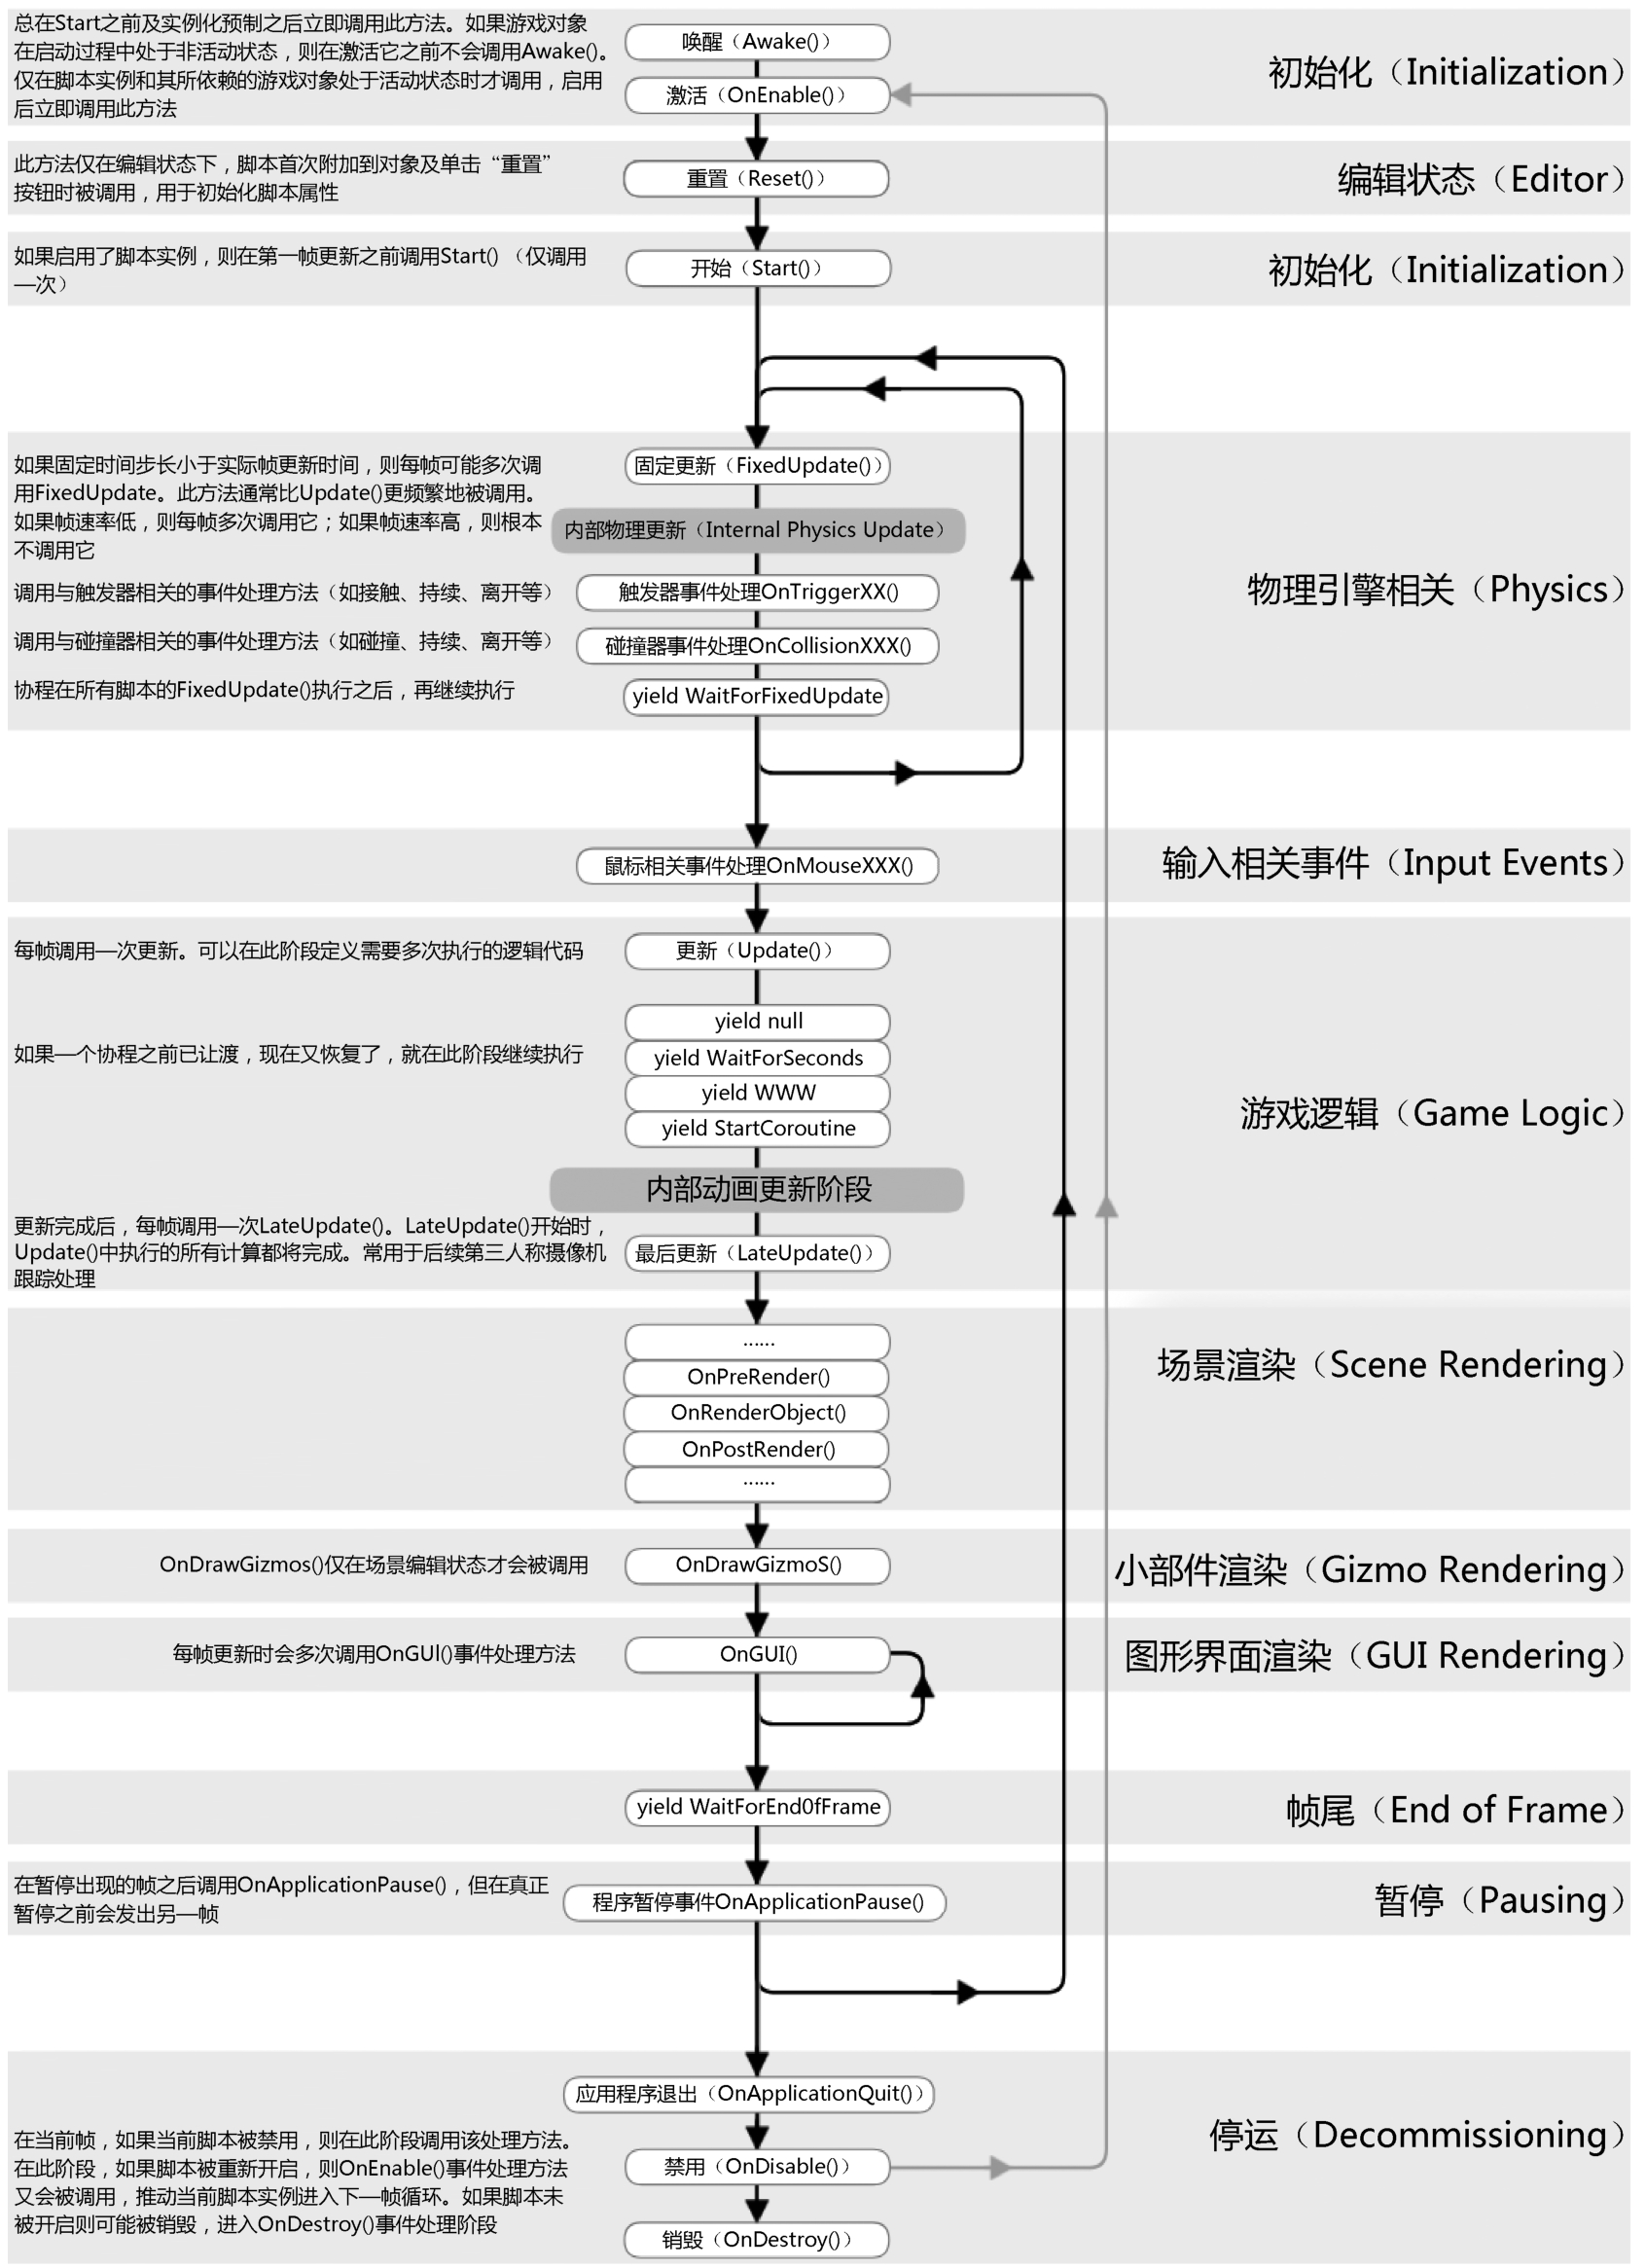 总在Start之前及实例化预制之后立即调用此方法。如果游戏对象
在启动过程中处于非活动状态，则在激活它之前不会调用Awake()。
仅在脚本实例和其所依赖的游戏对象处于活动状态时才调用，启用
后立即调用此方法
唤醒（Awake()）
激活（OnEnable()）
初始化（Initialization）
此方法仅在编辑状态下，脚本首次附加到对象及单击“重置”
按钮时被调用，用于初始化脚本属性
重置（Reset()）
编辑状态（Editor）
如果启用了脚本实例，则在第一帧更新之前调用Start()（仅调用
一次）
开始（Start()）
初始化（Initialization）
如果固定时间步长小于实际帧更新时间，则每帧可能多次调
用FixedUpdate。此方法通常比Update()更频繁地被调用。
如果帧速率低，则每帧多次调用它；如果帧速率高，则根本
不调用它
固定更新（FixedUpdate()）
内部物理更新（Internal Physics Update）
调用与触发器相关的事件处理方法（如接触、持续、离开等）
触发器事件处理OnTriggerXX()
物理引擎相关（Physics）
调用与碰撞器相关的事件处理方法（如碰撞、持续、离开等）
碰撞器事件处理OnCollisionXXX()
协程在所有脚本的FixedUpdate()执行之后，再继续执行
yield WaitForFixedUpdate
鼠标相关事件处理OnMouseXXX()
输入相关事件（Input Events）
每帧调用一次更新。可以在此阶段定义需要多次执行的逻辑代码
更新（Update()）
yield null
如果一个协程之前已让渡，现在又恢复了，就在此阶段继续执行
yield WaitForSeconds
yield WWW
yield StartCoroutine
游戏逻辑（Game Logic）
内部动画更新阶段
更新完成后，每帧调用一次LateUpdate()。LateUpdate()开始时，
Update()中执行的所有计算都将完成。常用于后续第三人称摄像机
跟踪处理
最后更新（LateUpdate()）
......
OnPreRender()
OnRenderObject()
OnPostRender()
......
场景渲染（Scene Rendering）
OnDrawGizmos()仅在场景编辑状态才会被调用
OnDrawGizmoS()
小部件渲染（Gizmo Rendering）
每帧更新时会多次调用OnGUl()事件处理方法
OnGUI()
图形界面渲染（GUI Rendering）
yield WaitForEnd0fFrame
帧尾（End of Frame）
在暂停出现的帧之后调用OnApplicationPause()，但在真正
暂停之前会发出另一帧
程序暂停事件OnApplicationPause()
暂停（Pausing）
应用程序退出（OnApplicationQuit()）
在当前帧，如果当前脚本被禁用，则在此阶段调用该处理方法。
在此阶段，如果脚本被重新开启，则OnEnable()事件处理方法
又会被调用，推动当前脚本实例进入下一帧循环。如果脚本未
被开启则可能被销毁，进入OnDestroy()事件处理阶段
禁用（OnDisable()）
销毁（OnDestroy()）
停运（Decommissioning）